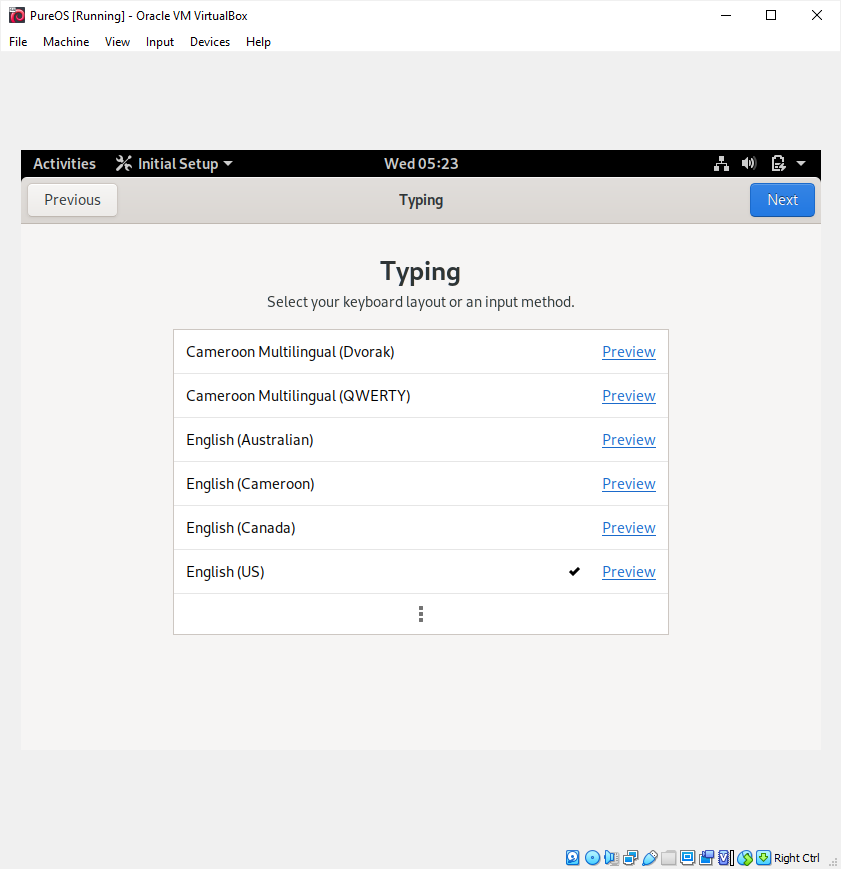 PureOS [Running] - Oracle VM VirtualBox
File Machine View Input Devices Help
Activities Initial Setup Wed 05:23
Previous Typing Next
Typing
Select your keyboard layout or an input method.
Cameroon Multilingual (Dvorak) Preview
Cameroon Multilingual (QWERTY) Preview
English (Australian) Preview
English (Cameroon) Preview
English (Canada) Preview
English (US) Preview
Right Ctrl